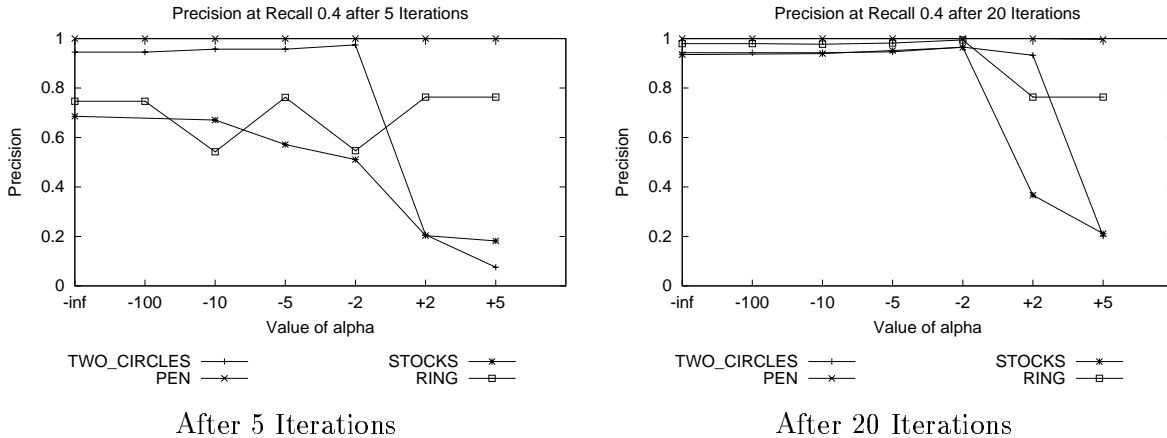 Precision at Recall 0.4 after 5 Iterations
1
0.8
0.6
0.4
0.2
0
Precision
-inf -100 -10 -5 -2 +2 +5
Value of alpha
TWO_CIRCLES STOCKS
PEN RING
After 5 Iterations
Precision at Recall 0.4 after 20 Iterations
1
0.8
0.6
0.4
0.2
0
Precision
-inf -100 -10 -5 -2 +2 +5
Value of alpha
TWO_CIRCLES STOCKS
PEN RING
After 20 Iterations